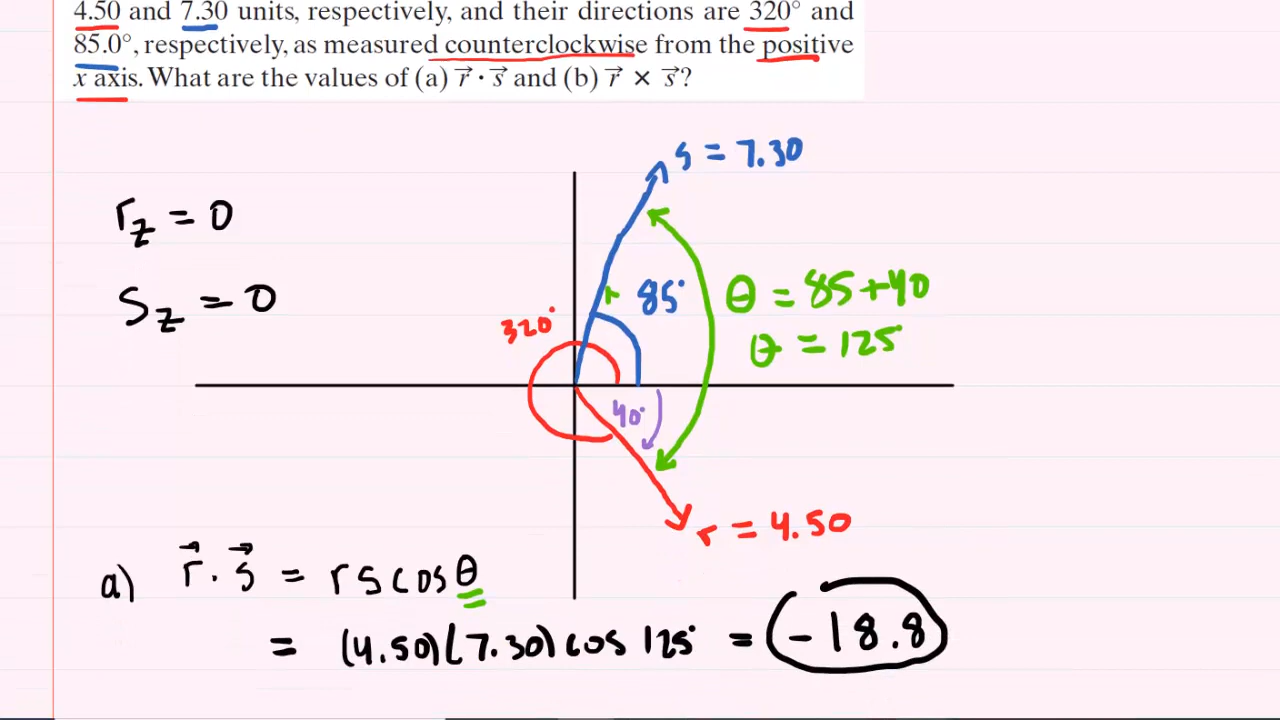 4.50 and 7.30 units, respectively, and their directions are 320° and
85.0°, respectively, as measured counterclockwise from the positive
x axis. What are the values of (a) r⃗ · s⃗ and (b) r⃗ × s⃗?
s = 7.30
r_z = 0
s_z = 0
85°
θ = 85+40
θ = 125°
320°
40°
r = 4.50
a) r⃗ · s⃗ = r s cos θ
= (4.50)(7.30) cos 125° = -18.8